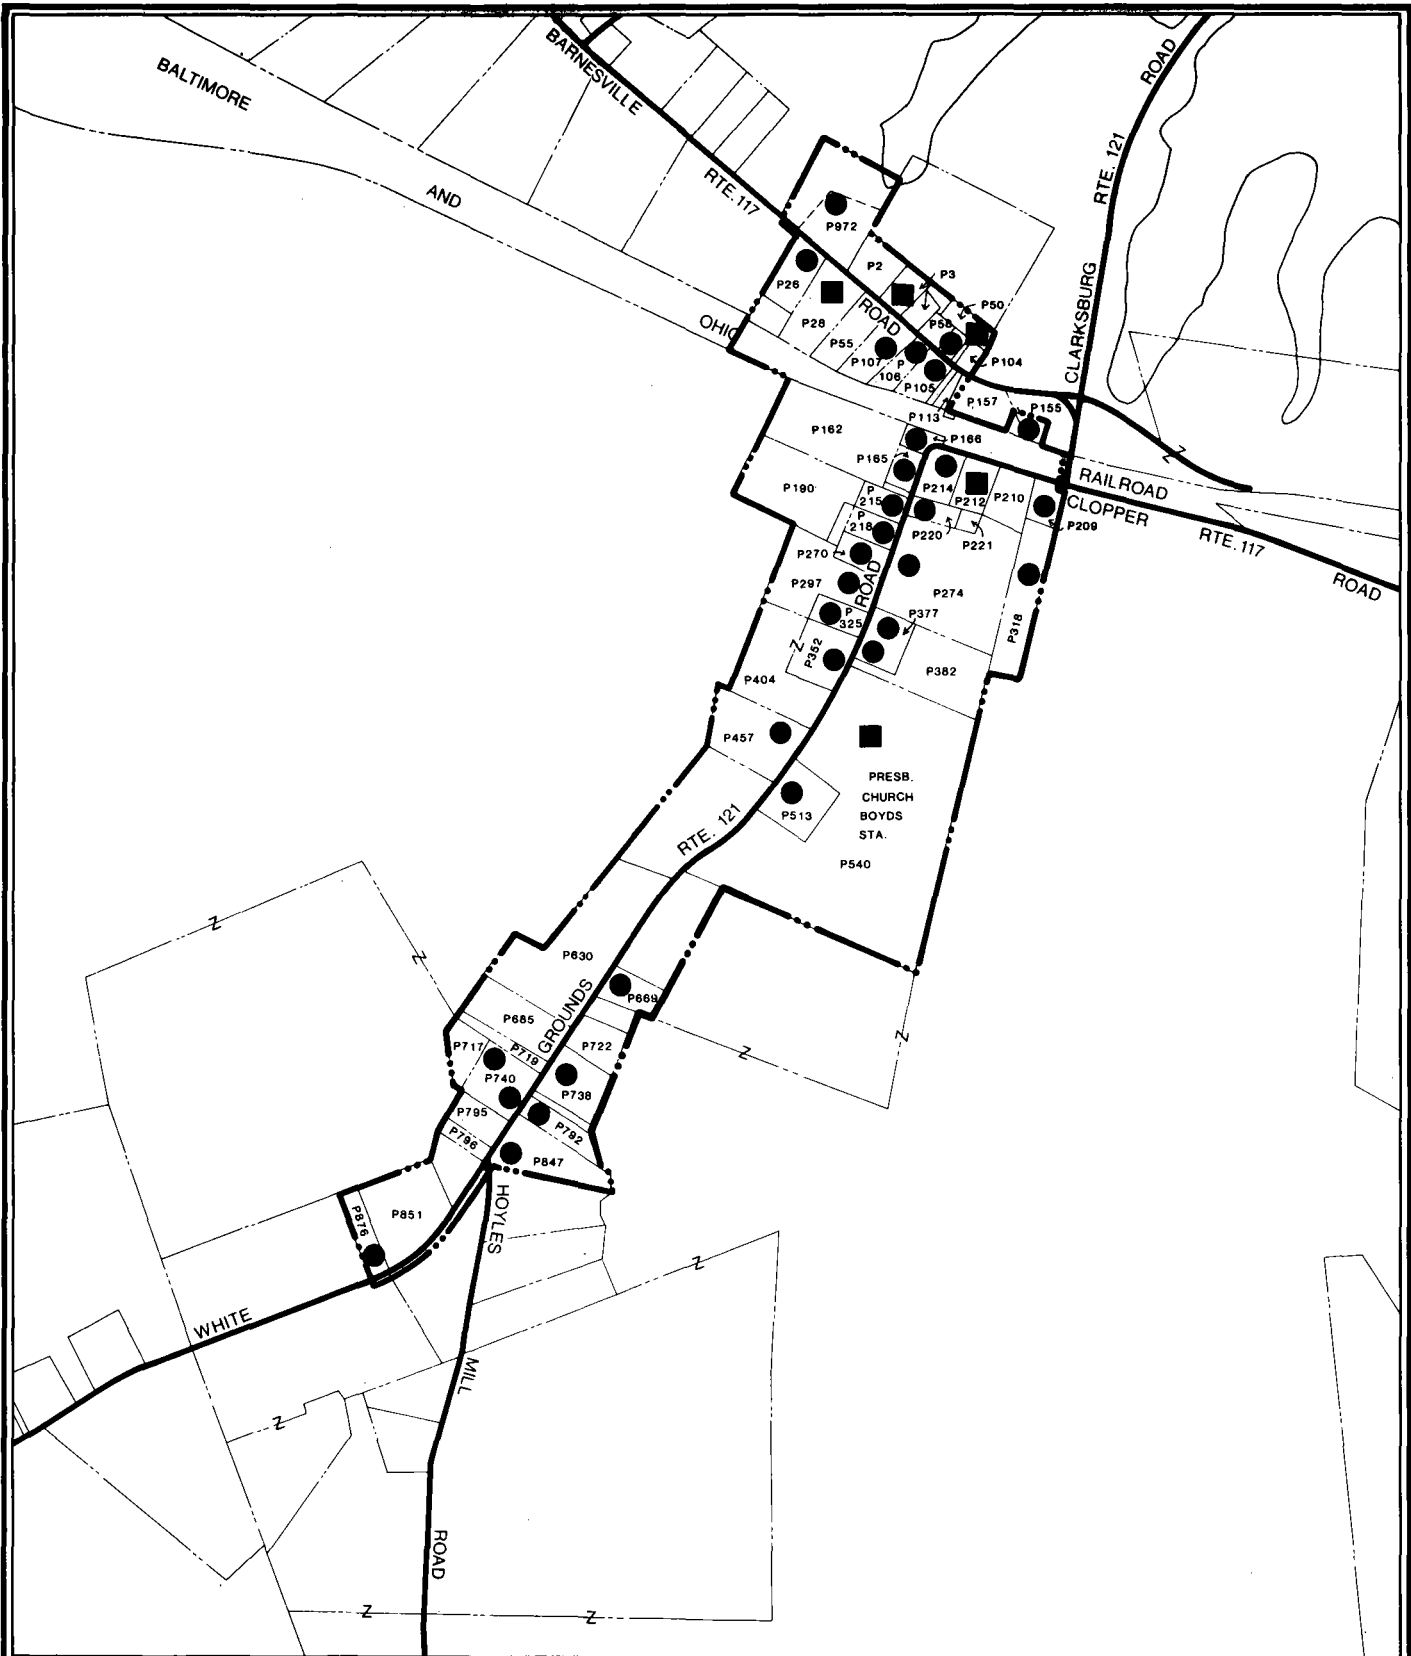 BARNESVILLE
ROAD
BALTIMORE
RTE. 121
RTE. 117
AND
P972
CLARKSBURG
P2
P3
P26
P50
ROAD
P28
OHIO
P58
P55
P107
P
106
P104
P105
P157
P155
P113
P162
P166
P165
RAILROAD
P190
P214
P212
P210
CLOPPER
P
215
P209
P
218
P220
P221
RTE. 117
P270
ROAD
P297
ROAD
P274
P377
P
325
P318
Z
P352
P382
P404
P457
PRESB.
CHURCH
BOYDS
STA.
P513
RTE. 121
P540
Z
Z
P630
GROUNDS
P669
P685
Z
Z
P717
P719
P722
P740
P738
P795
P792
P796
P847
P876
P851
HOYLES
Z
WHITE
MILL
Z
ROAD
Z
Z
Z